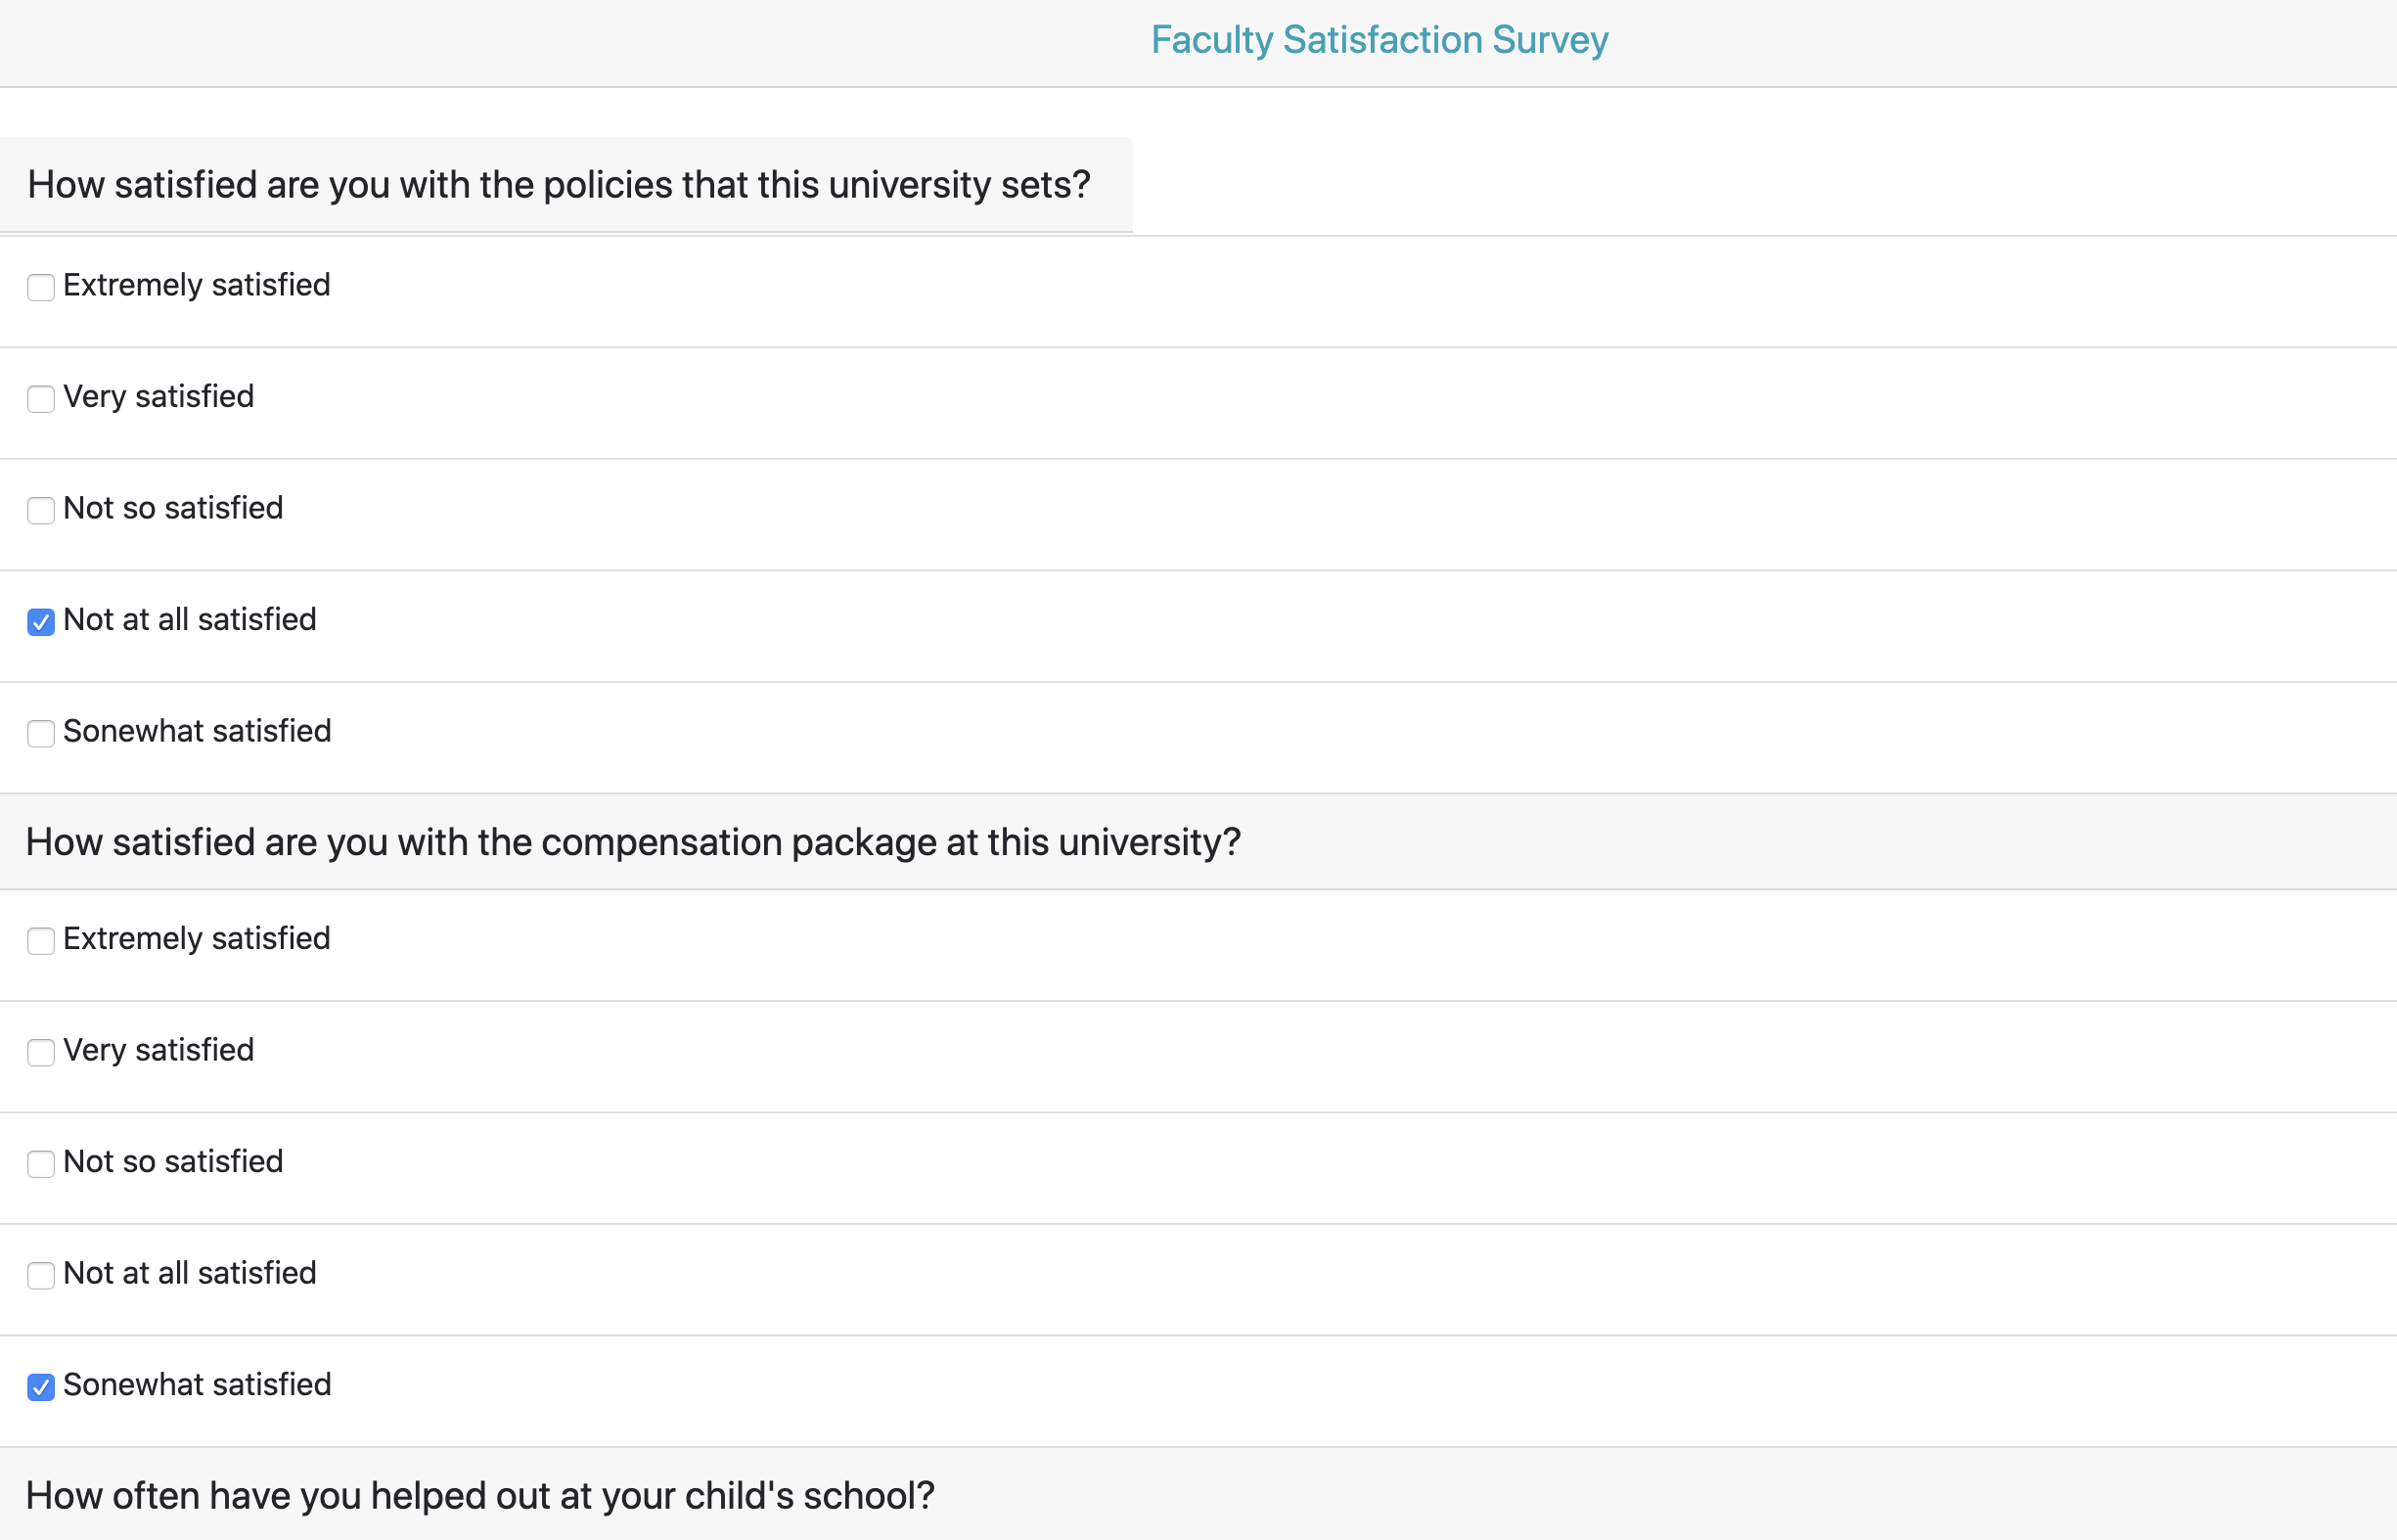 Faculty Satisfaction Survey
How satisfied are you with the policies that this university sets?
Extremely satisfied
Very satisfied
Not so satisfied
Not at all satisfied
Sonewhat satisfied
How satisfied are you with the compensation package at this university?
Extremely satisfied
Very satisfied
Not so satisfied
Not at all satisfied
Sonewhat satisfied
How often have you helped out at your child's school?